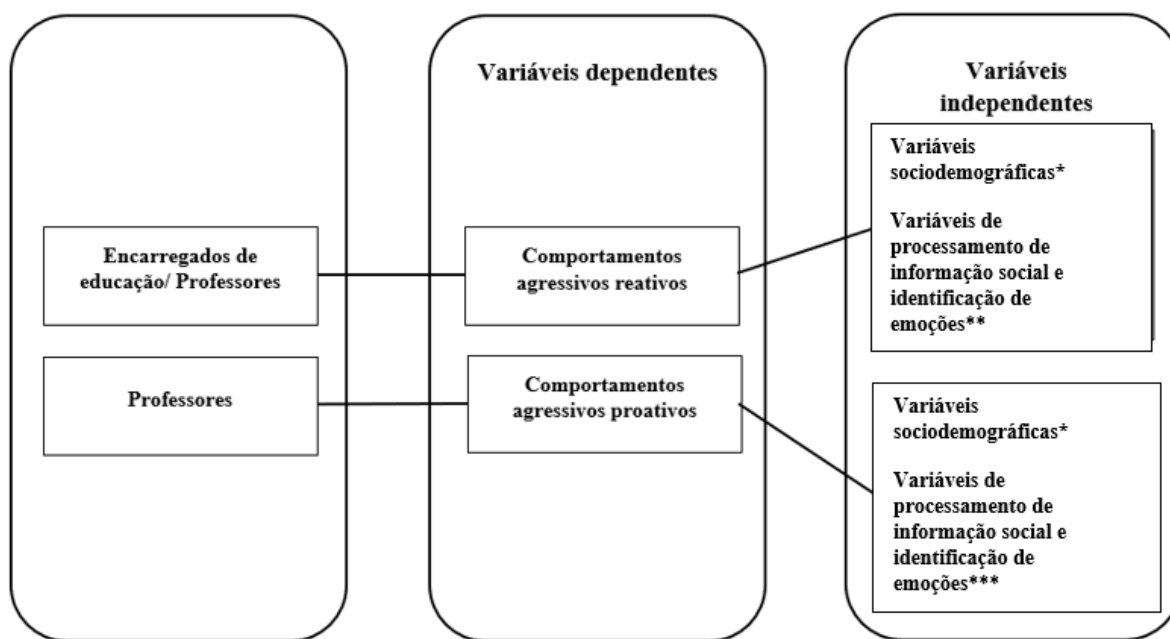 Encarregados de
educação/ Professores
Professores
Variáveis dependentes
Comportamentos
agressivos reativos
Comportamentos
agressivos proativos
Variáveis
independentes
Variáveis
sociodemográficas*
Variáveis de
processamento de
informação social e
identificação de
emoções**
Variáveis
sociodemográficas*
Variáveis de
processamento de
informação social e
identificação de
emoções***